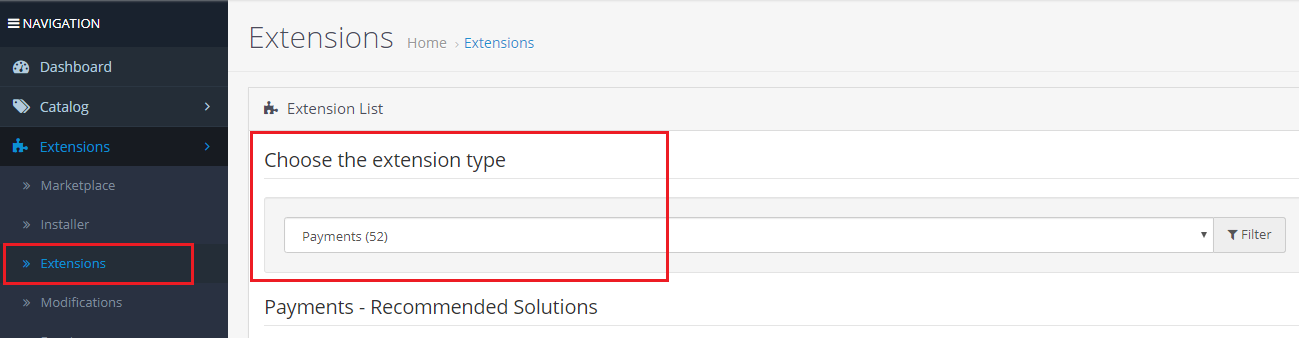 NAVIGATION
Dashboard
Catalog
Extensions
Marketplace
Installer
Extensions
Modifications
Extensions Home › Extensions
Extension List
Choose the extension type
Payments (52)
Filter
Payments - Recommended Solutions